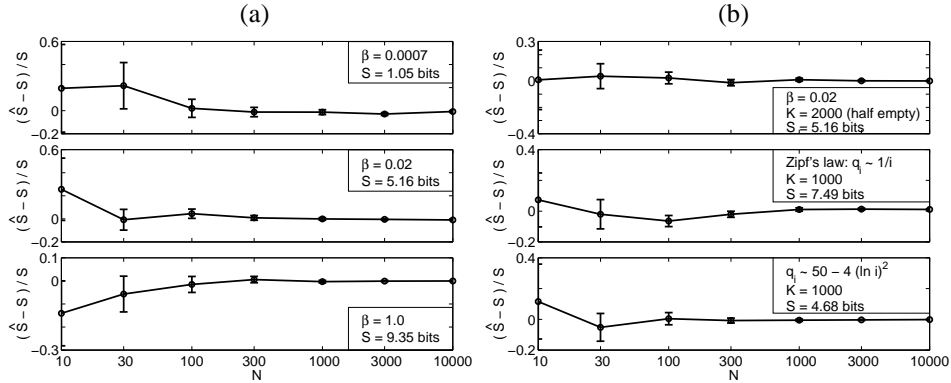 (a)
(b)
0.6
0
−0.2
(Ŝ − S) / S
β = 0.0007
S = 1.05 bits
0.6
0
−0.2
(Ŝ − S) / S
β = 0.02
S = 5.16 bits
0.1
0
−0.3
(Ŝ − S) / S
β = 1.0
S = 9.35 bits
10 30 100 300 1000 3000 10000
N
0.3
0
−0.4
(Ŝ − S) / S
β = 0.02
K = 2000 (half empty)
S = 5.16 bits
0.4
0
−0.2
(Ŝ − S) / S
Zipf's law: q_i ~ 1/i
K = 1000
S = 7.49 bits
0.4
0
−0.2
(Ŝ − S) / S
q_i ~ 50 − 4 (ln i)²
K = 1000
S = 4.68 bits
10 30 100 300 1000 3000 10000
N